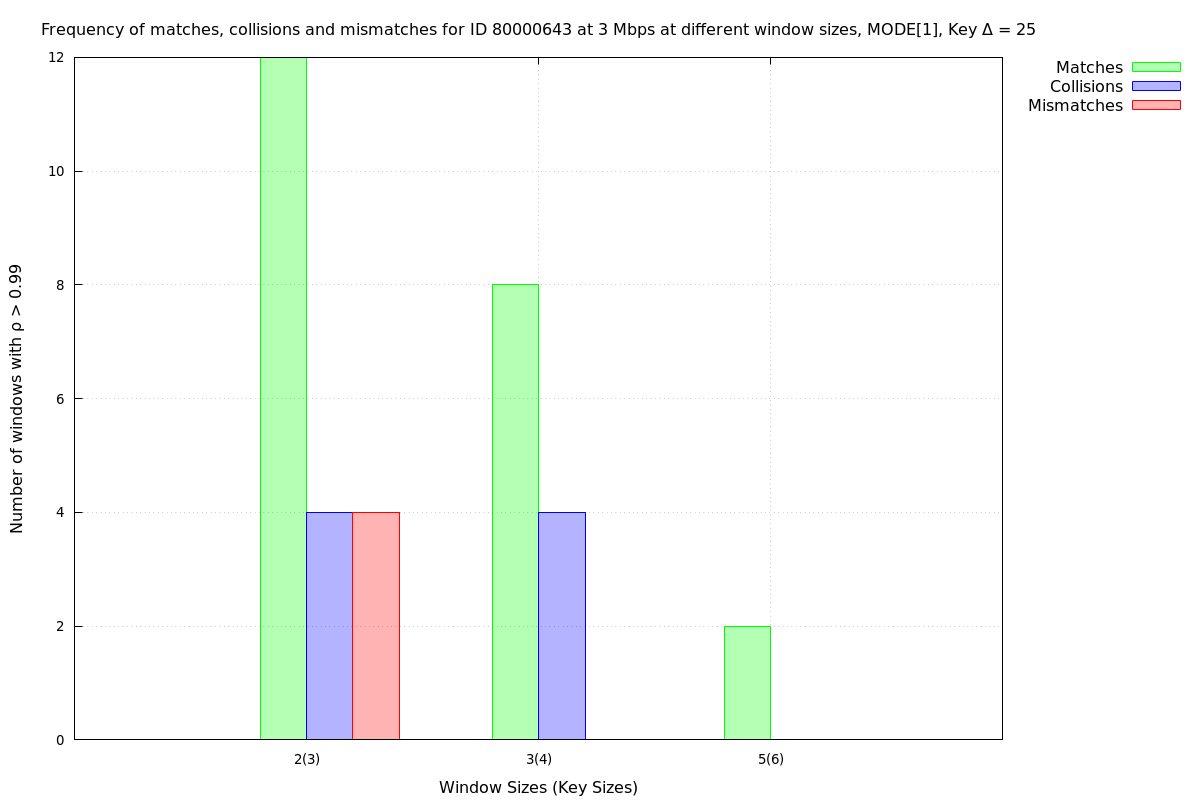 Frequency of matches, collisions and mismatches for ID 80000643 at 3 Mbps at different window sizes, MODE[1], Key Δ = 25
Matches
Collisions
Mismatches
Number of windows with ρ > 0.99
12
10
8
6
4
2
0
2(3)
3(4)
5(6)
Window Sizes (Key Sizes)